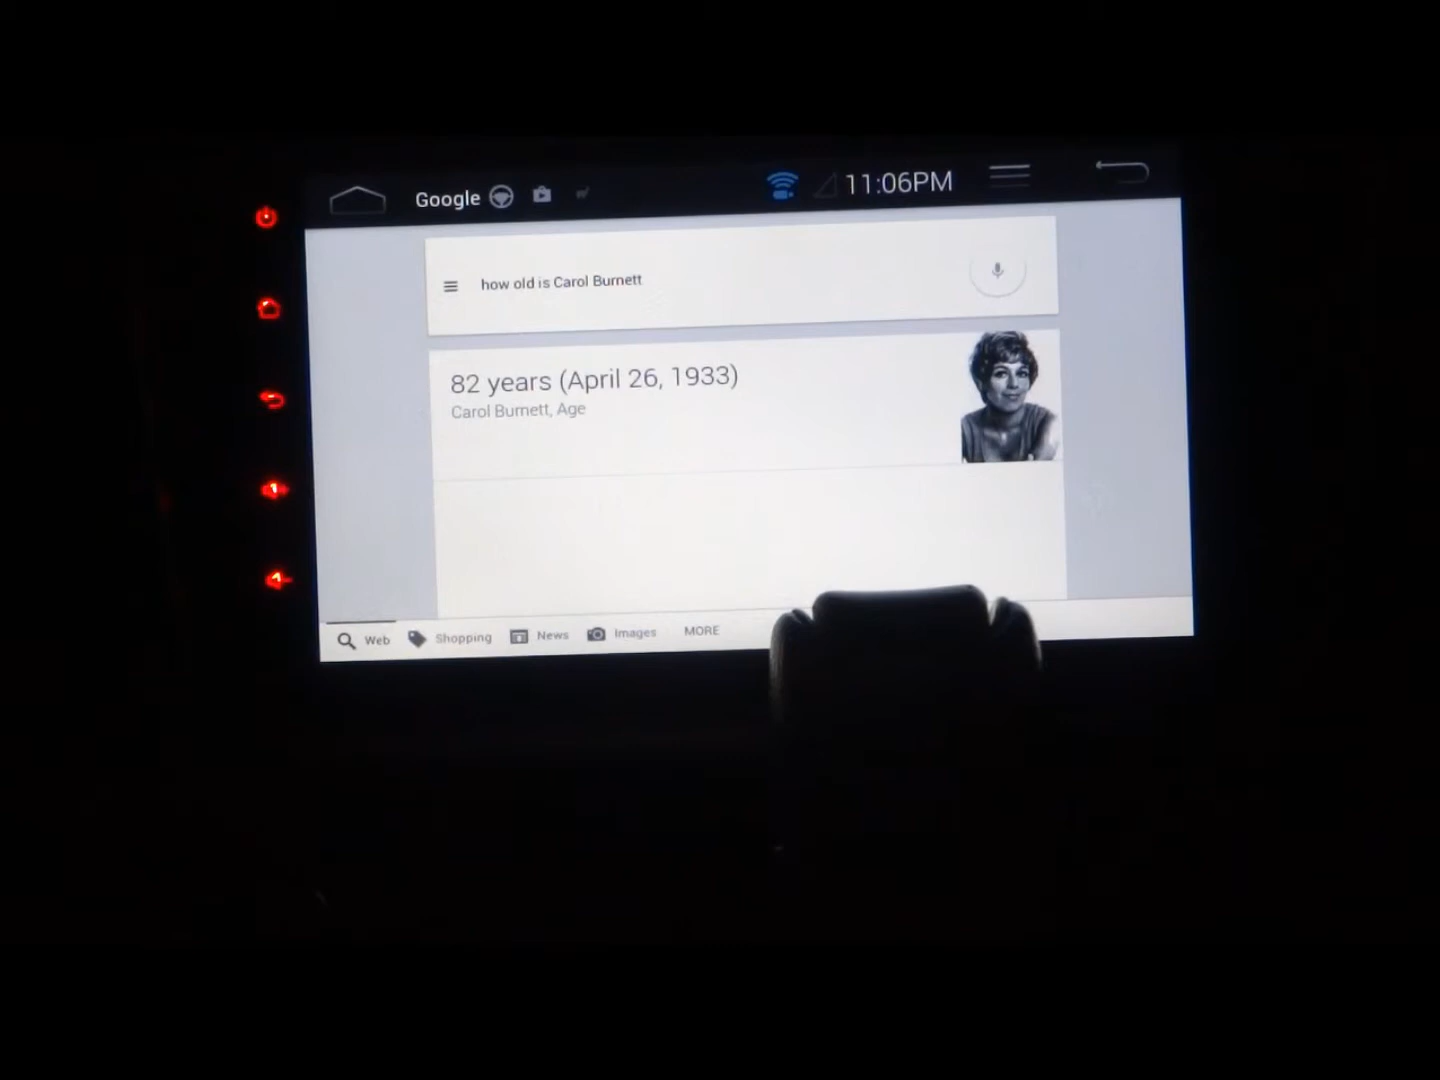 Google
11:06PM
how old is Carol Burnett
82 years (April 26, 1933)
Carol Burnett, Age
Web Shopping News Images MORE